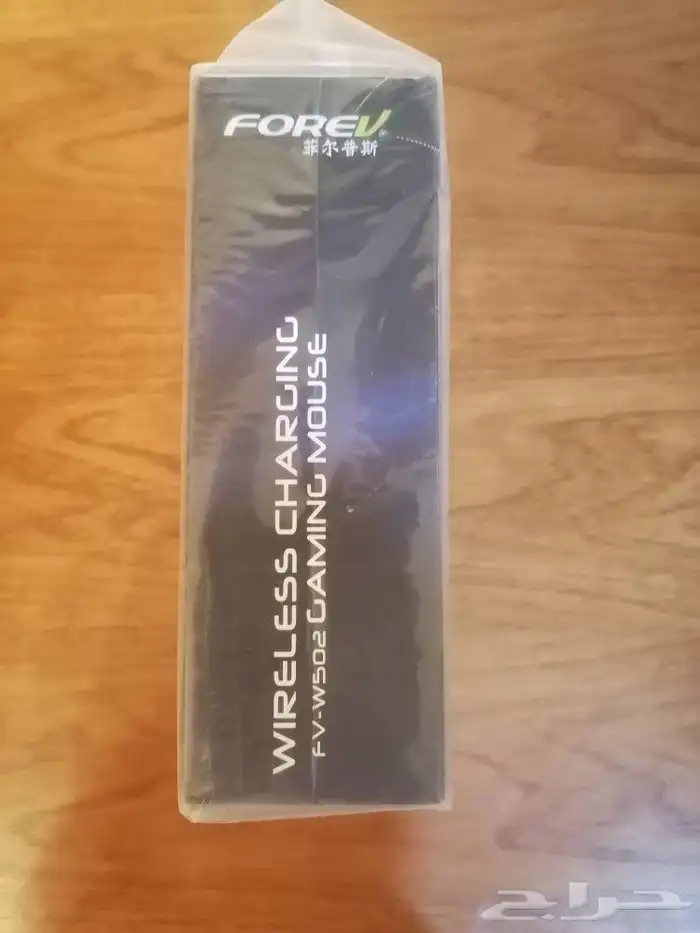 FOREV
菲尔普斯
WIRELESS CHARGING
FV-W502 GAMING MOUSE
حراج